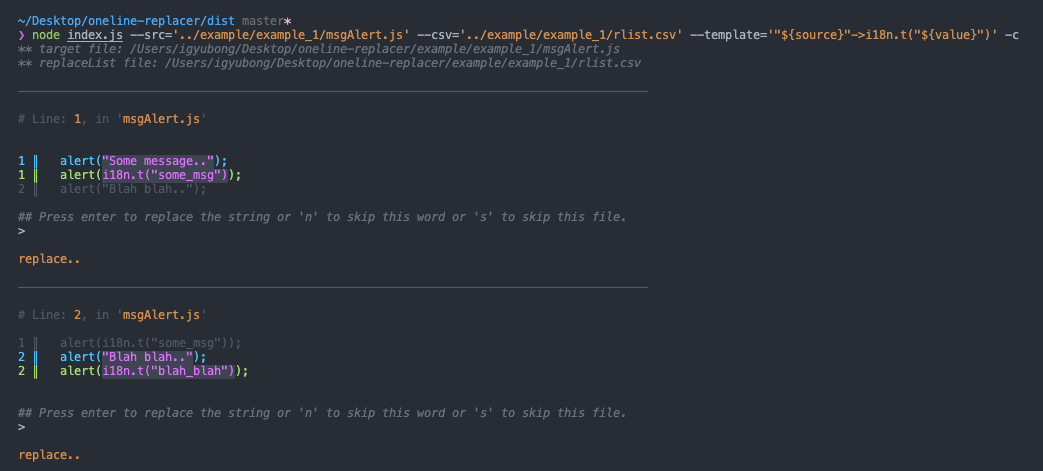 ~/Desktop/oneline-replacer/dist master*
❯ node index.js --src='../example/example_1/msgAlert.js' --csv='../example/example_1/rlist.csv' --template='"${source}"->i18n.t("${value}")' -c
** target file: /Users/igyubong/Desktop/oneline-replacer/example/example_1/msgAlert.js
** replaceList file: /Users/igyubong/Desktop/oneline-replacer/example/example_1/rlist.csv
# Line: 1, in 'msgAlert.js'
1 ‖ alert("Some message..");
1 ‖ alert(i18n.t("some_msg"));
2 ‖ alert("Blah blah..");
## Press enter to replace the string or 'n' to skip this word or 's' to skip this file.
>
replace..
# Line: 2, in 'msgAlert.js'
1 ‖ alert(i18n.t("some_msg"));
2 ‖ alert("Blah blah..");
2 ‖ alert(i18n.t("blah_blah"));
## Press enter to replace the string or 'n' to skip this word or 's' to skip this file.
>
replace..